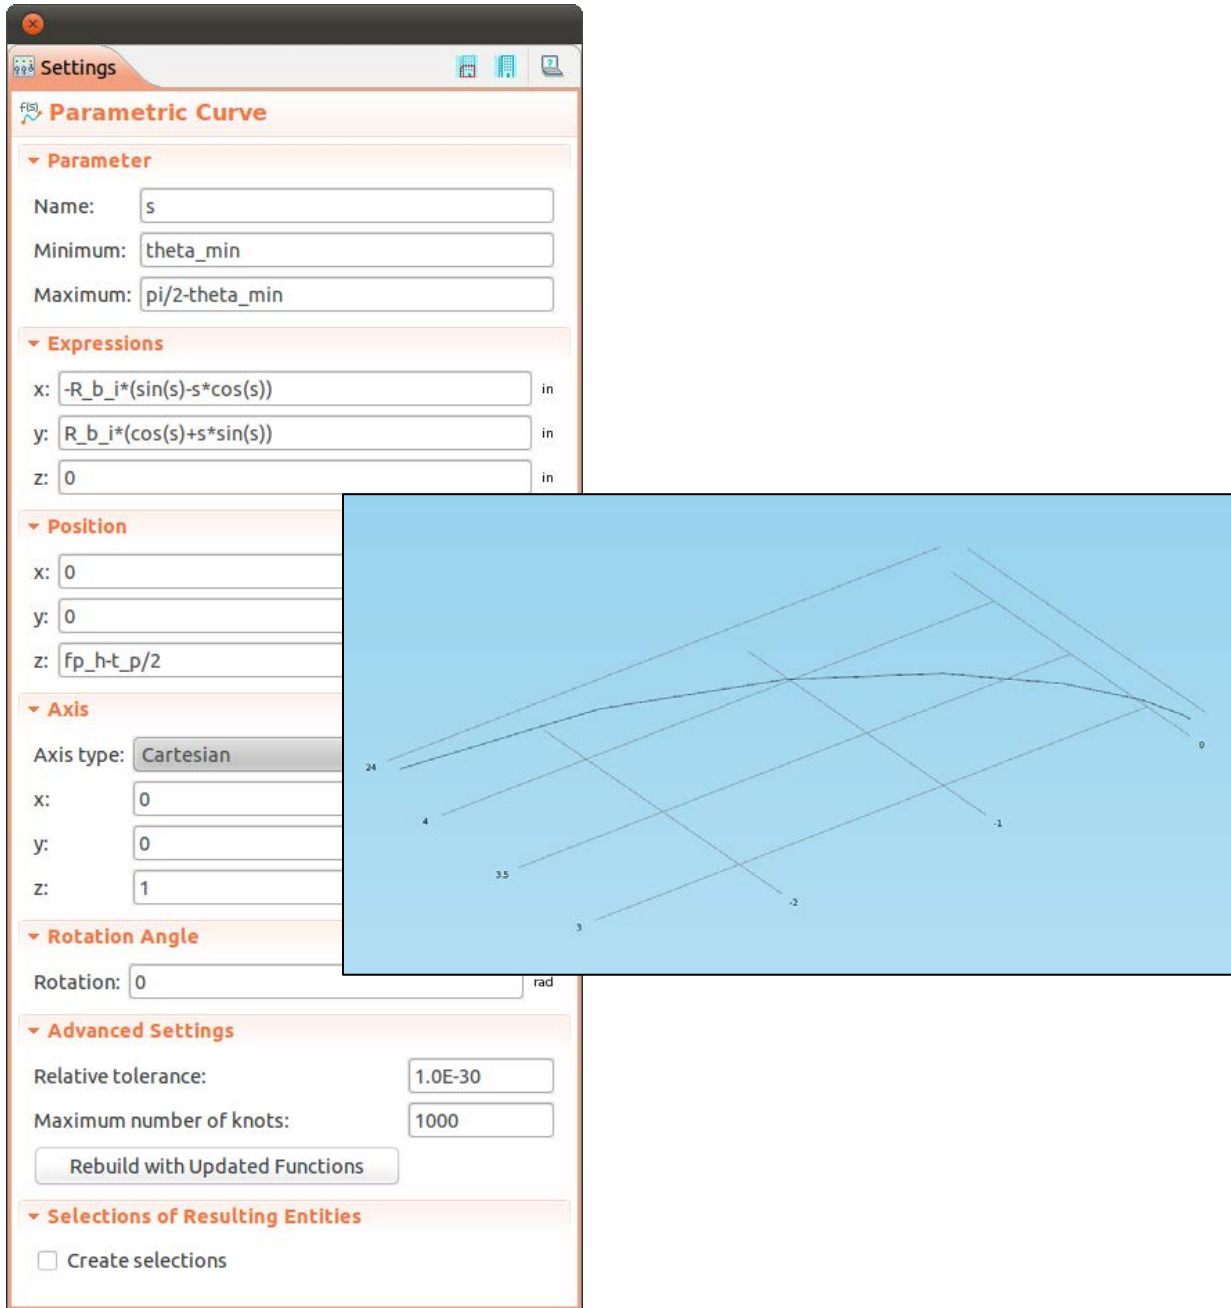 Settings
f(s)
Parametric Curve
Parameter
Name: s
Minimum: theta_min
Maximum: pi/2-theta_min
Expressions
x: -R_b_i*(sin(s)-s*cos(s)) in
y: R_b_i*(cos(s)+s*sin(s)) in
z: 0 in
Position
x: 0
y: 0
z: fp_h-t_p/2
Axis
Axis type: Cartesian
x: 0
y: 0
z: 1
Rotation Angle
Rotation: 0 rad
Advanced Settings
Relative tolerance: 1.0E-30
Maximum number of knots: 1000
Rebuild with Updated Functions
Selections of Resulting Entities
Create selections
24
4
3.5
3
-2
-1
0